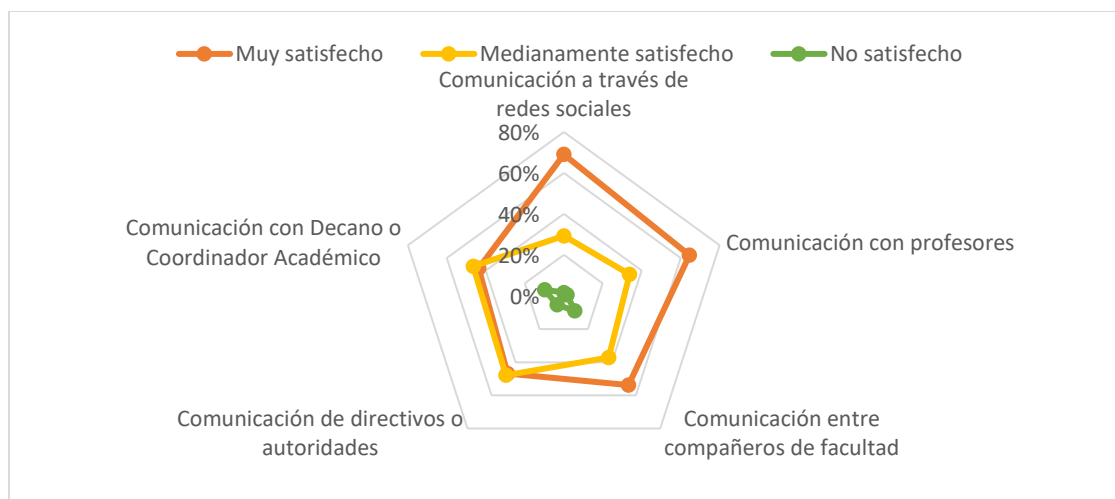 Muy satisfecho
Medianamente satisfecho
No satisfecho
Comunicación a través de
redes sociales
80%
60%
40%
20%
0%
Comunicación con profesores
Comunicación entre
compañeros de facultad
Comunicación de directivos o
autoridades
Comunicación con Decano o
Coordinador Académico